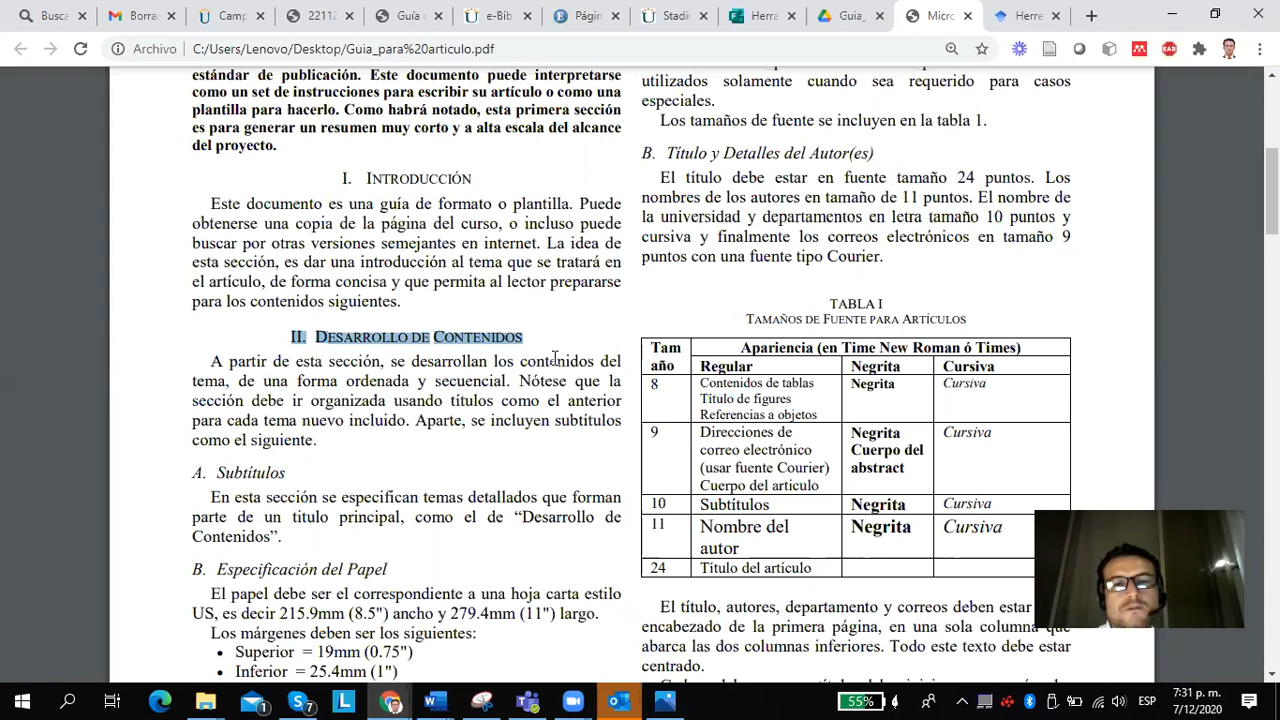 Busca
Borra
Camp
22112
Guía d
e-Bib
Págin
Stadi
Herra
Guia_
Micro
Herre
Archivo
C:/Users/Lenovo/Desktop/Guia_para%20articulo.pdf
estándar de publicación. Este documento puede interpretarse
como un set de instrucciones para escribir su artículo o como una
plantilla para hacerlo. Como habrá notado, esta primera sección
es para generar un resumen muy corto y a alta escala del alcance
del proyecto.
I. INTRODUCCIÓN
Este documento es una guía de formato o plantilla. Puede
obtenerse una copia de la página del curso, o incluso puede
buscar por otras versiones semejantes en internet. La idea de
esta sección, es dar una introducción al tema que se tratará en
el artículo, de forma concisa y que permita al lector prepararse
para los contenidos siguientes.
II. DESARROLLO DE CONTENIDOS
A partir de esta sección, se desarrollan los contenidos del
tema, de una forma ordenada y secuencial. Nótese que la
sección debe ir organizada usando títulos como el anterior
para cada tema nuevo incluido. Aparte, se incluyen subtítulos
como el siguiente.
A. Subtítulos
En esta sección se especifican temas detallados que forman
parte de un titulo principal, como el de “Desarrollo de
Contenidos”.
B. Especificación del Papel
El papel debe ser el correspondiente a una hoja carta estilo
US, es decir 215.9mm (8.5") ancho y 279.4mm (11") largo.
Los márgenes deben ser los siguientes:
• Superior = 19mm (0.75")
• Inferior = 25.4mm (1")
utilizados solamente cuando sea requerido para casos
especiales.
Los tamaños de fuente se incluyen en la tabla 1.
B. Título y Detalles del Autor(es)
El título debe estar en fuente tamaño 24 puntos. Los
nombres de los autores en tamaño de 11 puntos. El nombre de
la universidad y departamentos en letra tamaño 10 puntos y
cursiva y finalmente los correos electrónicos en tamaño 9
puntos con una fuente tipo Courier.
TABLA I
TAMAÑOS DE FUENTE PARA ARTÍCULOS
Tam año Apariencia (en Time New Roman ó Times)
Regular Negrita Cursiva
8 Contenidos de tablas Negrita Cursiva
Título de figures
Referencias a objetos
9 Direcciones de Negrita Cursiva
correo electrónico Cuerpo del
(usar fuente Courier) abstract
Cuerpo del articulo
10 Subtítulos Negrita Cursiva
11 Nombre del Negrita Cursiva
autor
24 Titulo del artículo
El título, autores, departamento y correos deben estar
encabezado de la primera página, en una sola columna que
abarca las dos columnas inferiores. Todo este texto debe estar
centrado.
55%
ESP
7:31 p. m.
7/12/2020